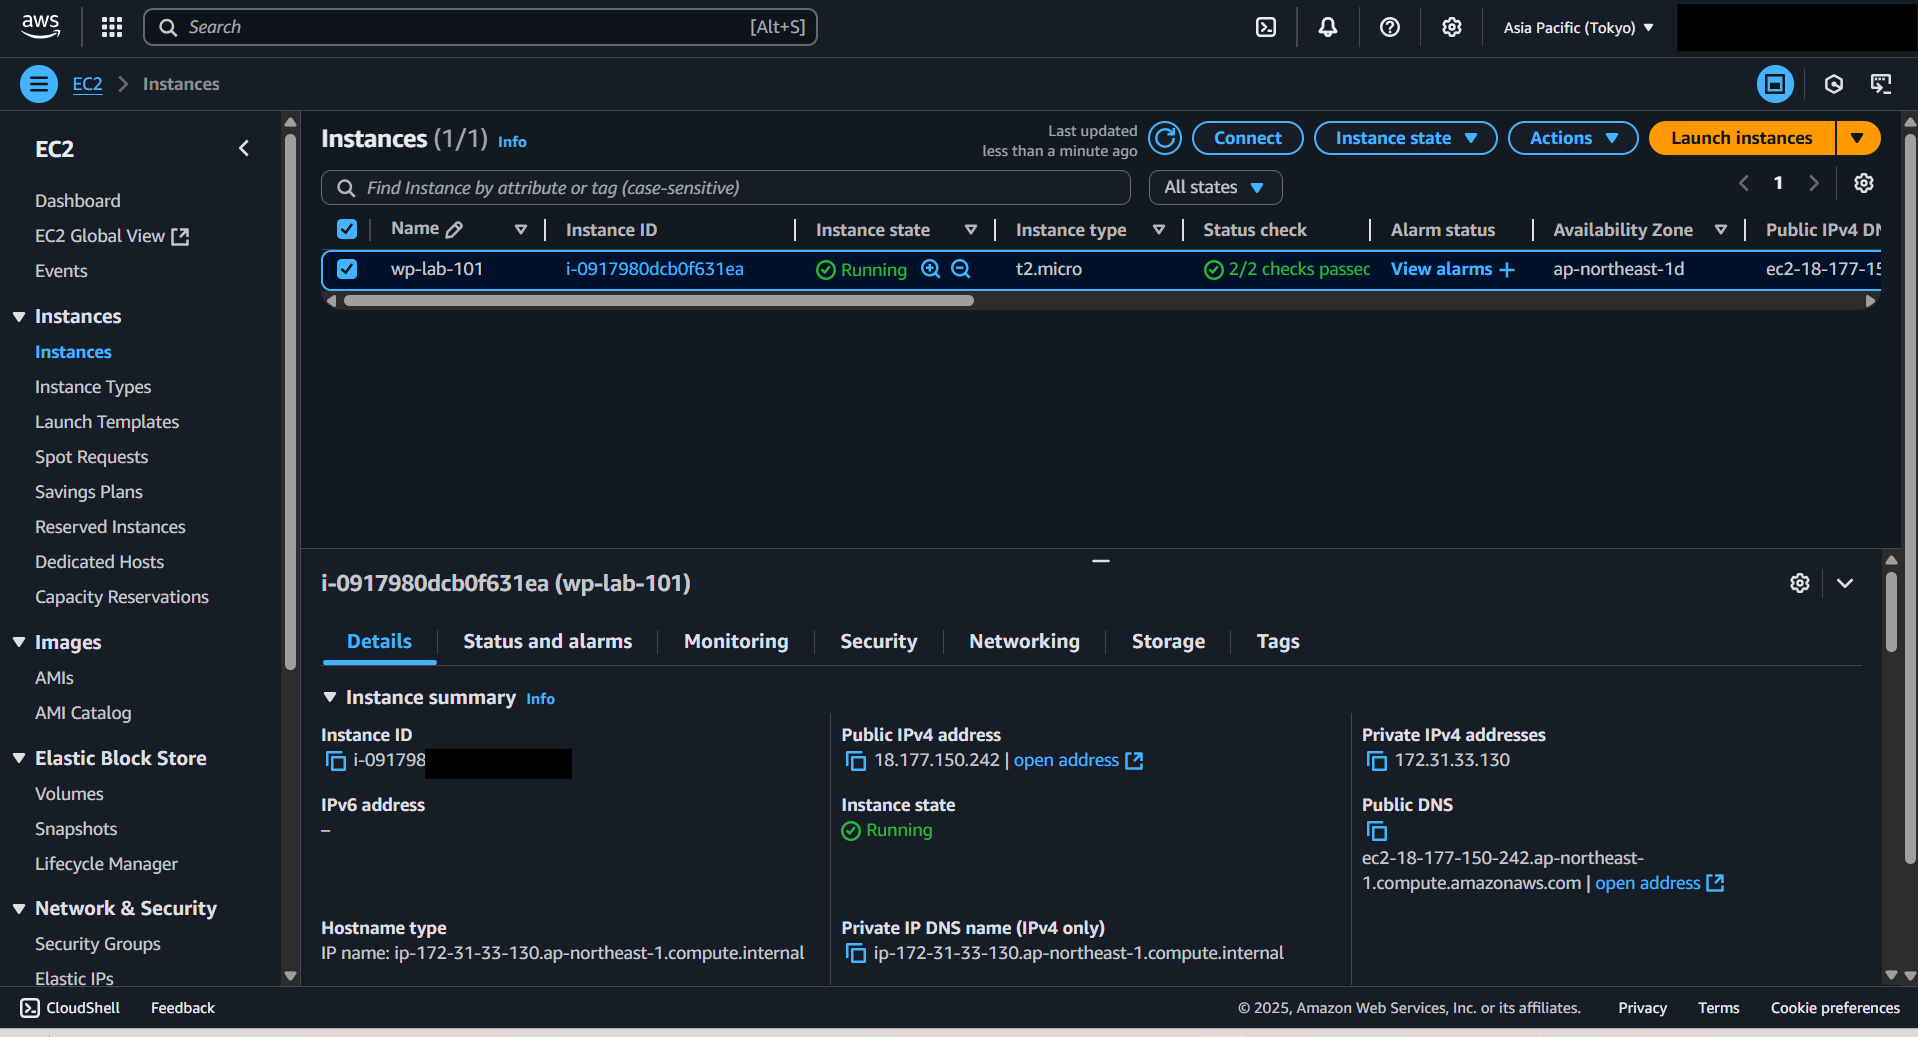 aws
Search [Alt+S]
Asia Pacific (Tokyo)
EC2 Instances
EC2
Dashboard
EC2 Global View
Events
Instances
Instances
Instance Types
Launch Templates
Spot Requests
Savings Plans
Reserved Instances
Dedicated Hosts
Capacity Reservations
Images
AMIs
AMI Catalog
Elastic Block Store
Volumes
Snapshots
Lifecycle Manager
Network & Security
Security Groups
Elastic IPs
Instances (1/1) Info
Last updated
less than a minute ago
Connect
Instance state
Actions
Launch instances
Find Instance by attribute or tag (case-sensitive)
All states
1
Name Instance ID Instance state Instance type Status check Alarm status Availability Zone Public IPv4 DN
wp-lab-101 i-0917980dcb0f631ea Running t2.micro 2/2 checks passed View alarms + ap-northeast-1d ec2-18-177-15
i-0917980dcb0f631ea (wp-lab-101)
Details Status and alarms Monitoring Security Networking Storage Tags
Instance summary Info
Instance ID
i-091798
Public IPv4 address
18.177.150.242 | open address
Private IPv4 addresses
172.31.33.130
IPv6 address
–
Instance state
Running
Public DNS
ec2-18-177-150-242.ap-northeast-
1.compute.amazonaws.com | open address
Hostname type
IP name: ip-172-31-33-130.ap-northeast-1.compute.internal
Private IP DNS name (IPv4 only)
ip-172-31-33-130.ap-northeast-1.compute.internal
CloudShell Feedback
© 2025, Amazon Web Services, Inc. or its affiliates. Privacy Terms Cookie preferences